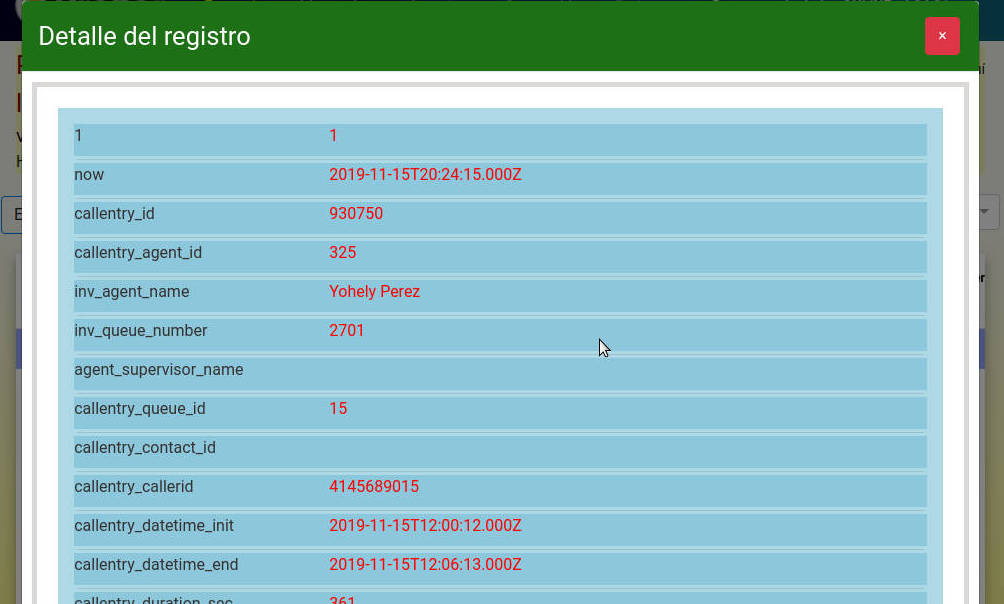 Detalle del registro
×
1 1
now 2019-11-15T20:24:15.000Z
callentry_id 930750
callentry_agent_id 325
inv_agent_name Yohely Perez
inv_queue_number 2701
agent_supervisor_name
callentry_queue_id 15
callentry_contact_id
callentry_callerid 4145689015
callentry_datetime_init 2019-11-15T12:00:12.000Z
callentry_datetime_end 2019-11-15T12:06:13.000Z
callentry_duration_sec 361